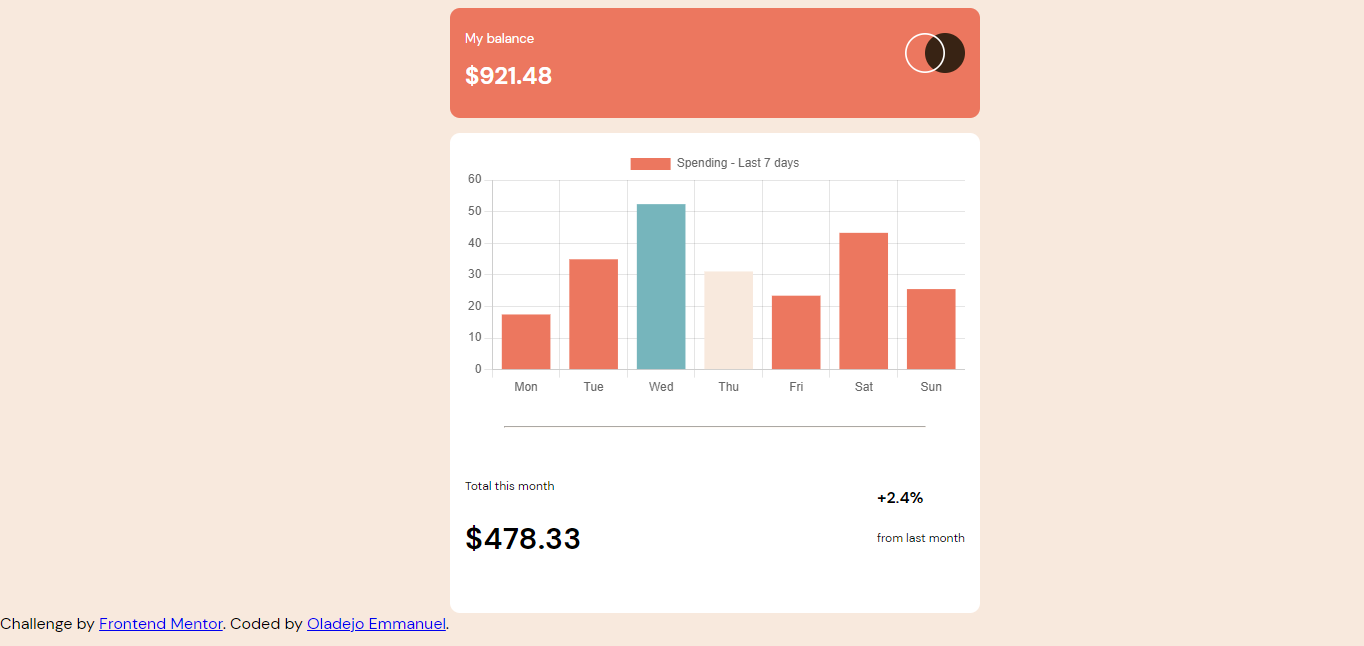 My balance
$921.48
Spending - Last 7 days
60
50
40
30
20
10
0
Mon Tue Wed Thu Fri Sat Sun
Total this month
+2.4%
$478.33
from last month
Challenge by Frontend Mentor. Coded by Oladejo Emmanuel.